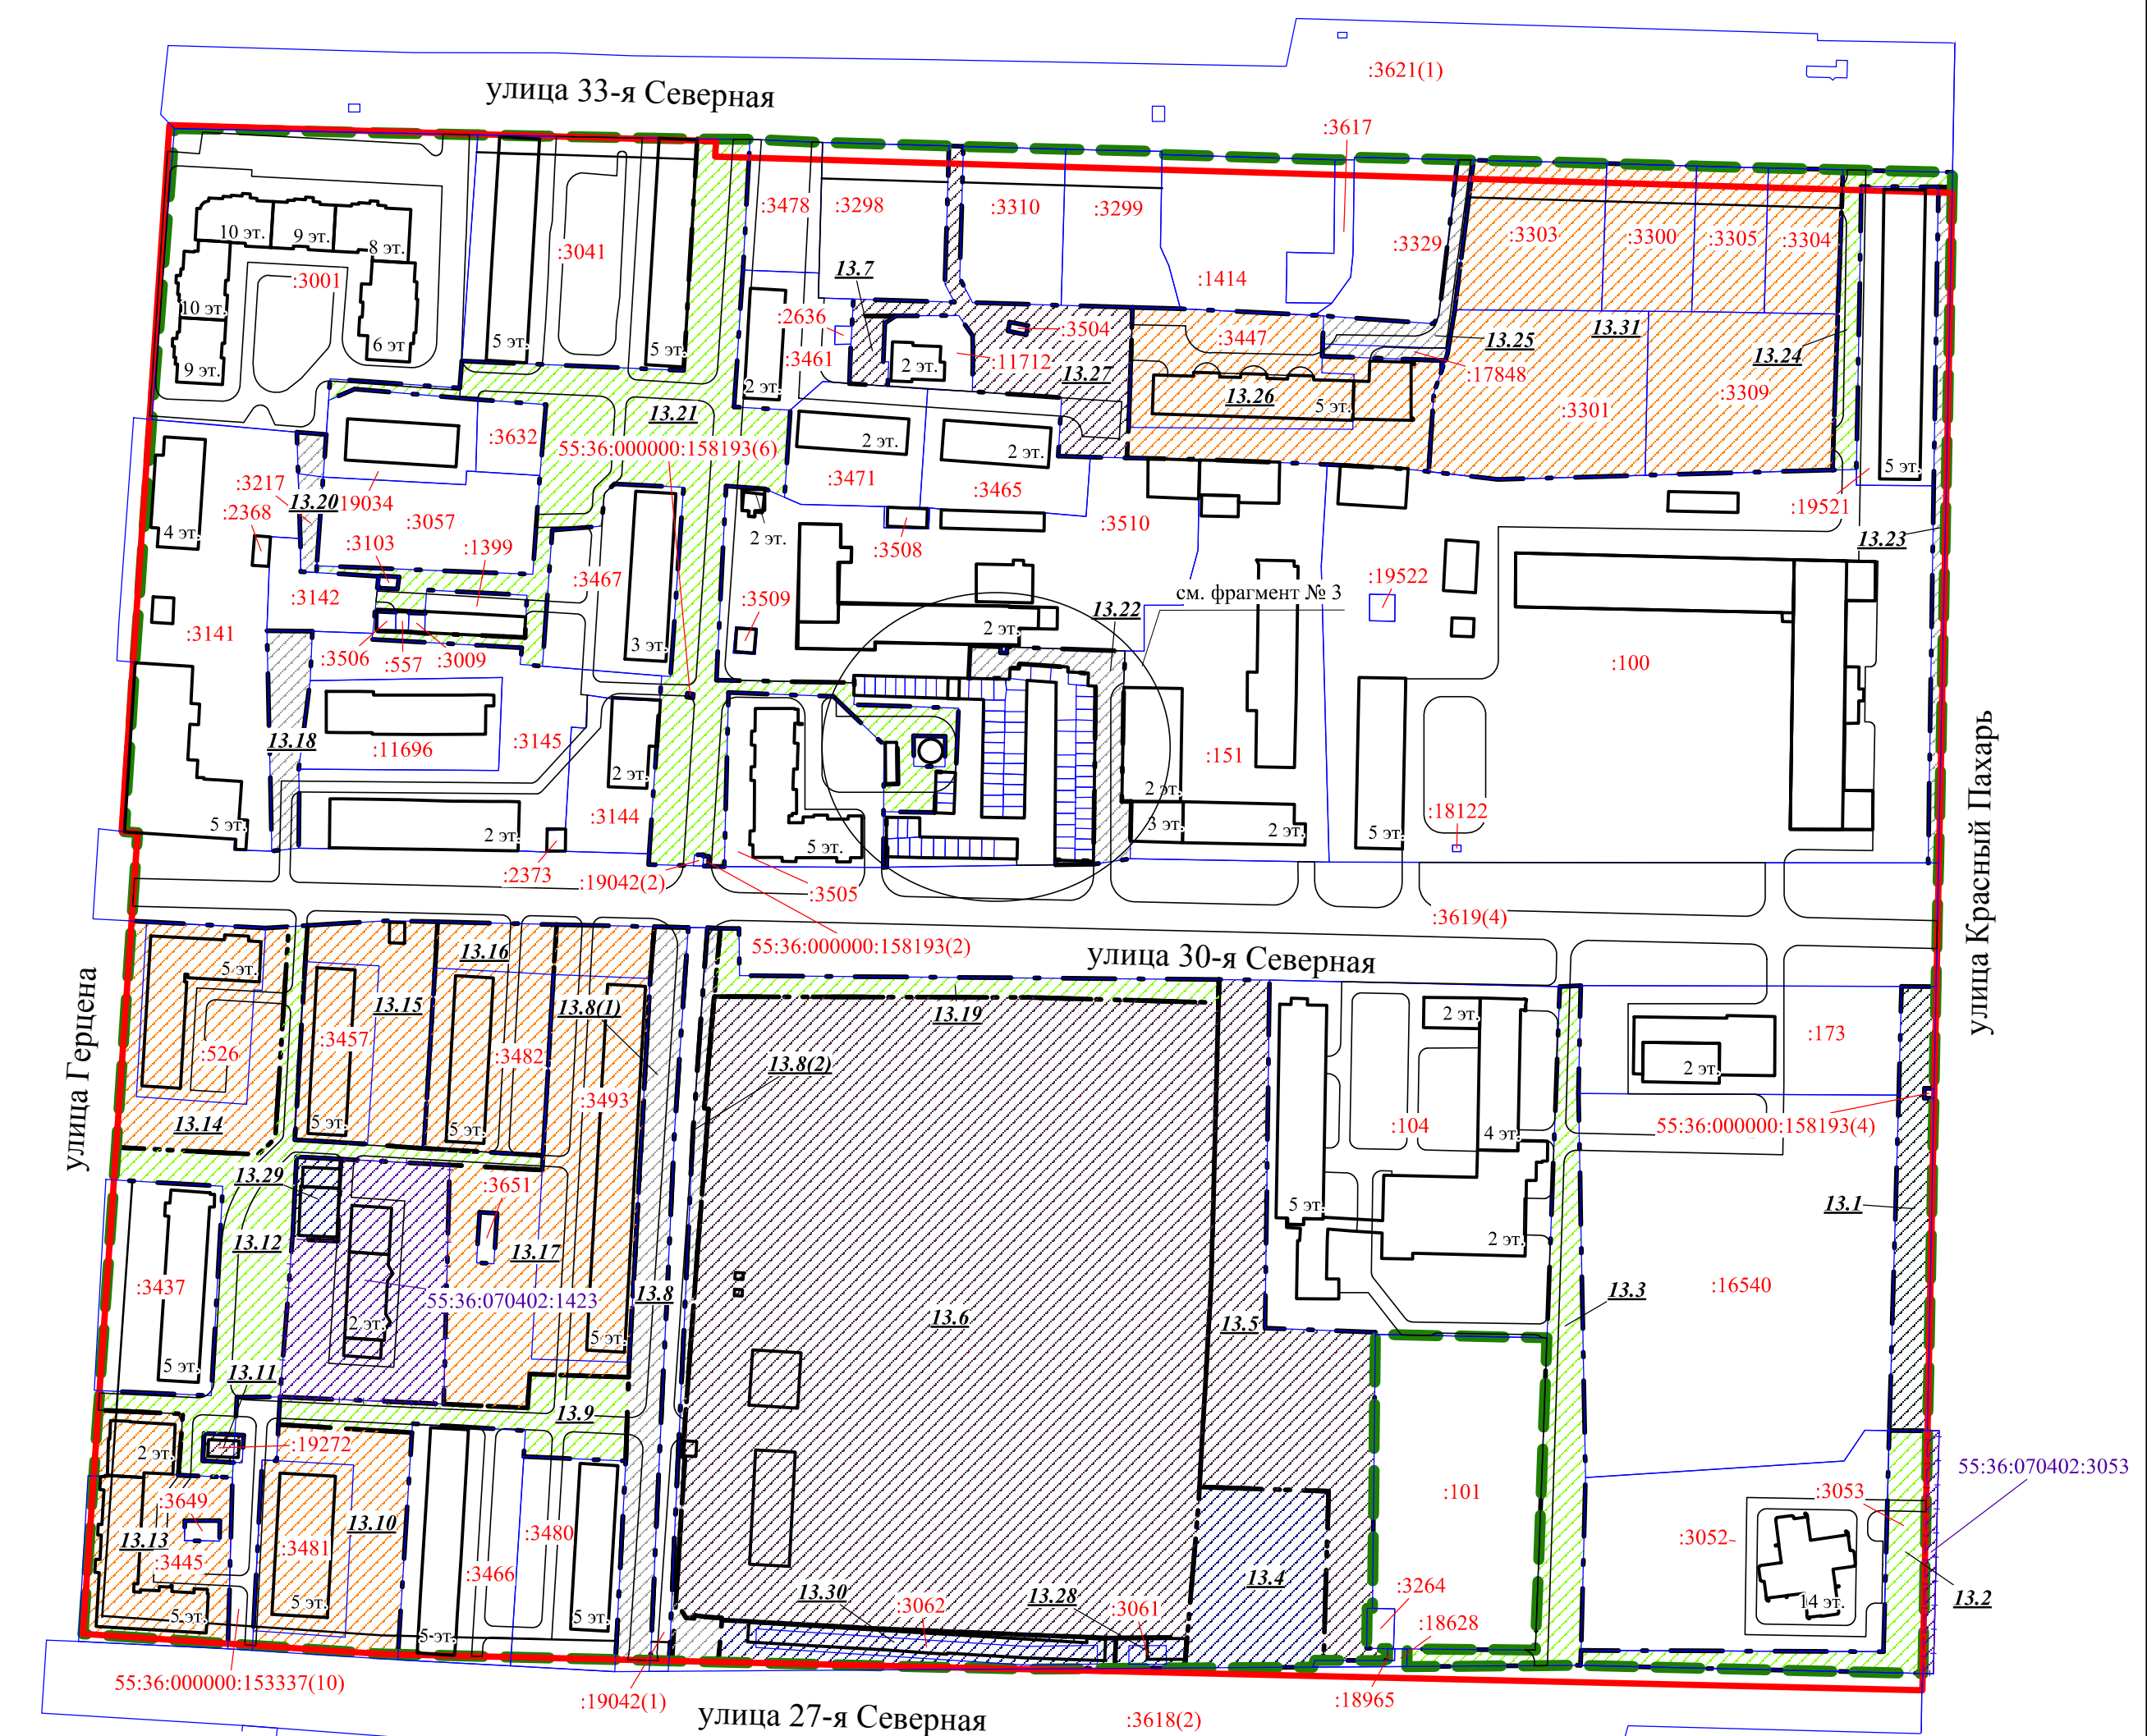 :3621(1)
улица 33-я Северная
:3617
:3478
:3298
:3310
:3299
:3329
:3303
:3300
:3305
:3304
10 эт.
9 эт.
8 эт.
:3041
:3001
:1414
13.7
10 эт.
:2636
:3504
:3447
13.25
13.31
13.24
6 эт
5 эт.
5 эт.
:3461
2 эт.
:11712
13.27
:17848
9 эт.
2 эт.
13.26
5 эт.
:3301
:3309
13.21
:3632
55:36:000000:158193(6)
2 эт.
2 эт.
5 эт.
:3217
13.20
:19034
:3471
:3465
:19521
:2368
4 эт.
:3057
:3510
2 эт.
13.23
:3103
:1399
:3508
:3467
:19522
см. фрагмент № 3
:3142
:3509
13.22
:3141
2 эт.
3 эт.
:3506
:557
:3009
:100
13.18
:11696
:3145
:151
2 эт.
2 эт.
:3144
:18122
5 эт.
2 эт.
3 эт.
2 эт.
5 эт.
5 эт.
:2373
:19042(2)
:3505
улица Красный Пахарь
:3619(4)
55:36:000000:158193(2)
улица 30-я Северная
13.16
5 эт.
13.15
13.8(1)
13.19
2 эт.
улица Герцена
:3457
:526
:3482
:173
13.8(2)
2 эт.
:3493
13.14
5 эт.
5 эт.
:104
4 эт.
55:36:000000:158193(4)
13.29
:3651
5 эт.
13.1
13.12
13.17
2 эт.
:3437
13.8
55:36:070402:1423
13.3
:16540
2 эт.
13.6
13.5
5 эт.
5 эт.
13.11
13.9
:19272
2 эт.
55:36:070402:3053
:3649
:101
:3053
13.13
13.10
:3480
:3445
:3481
:3466
:3052
13.4
13.30
:3062
13.28
:3061
:3264
13.2
14 эт.
5 эт.
5 эт.
5 эт.
5 эт.
:18628
55:36:000000:153337(10)
:19042(1)
:18965
улица 27-я Северная
:3618(2)